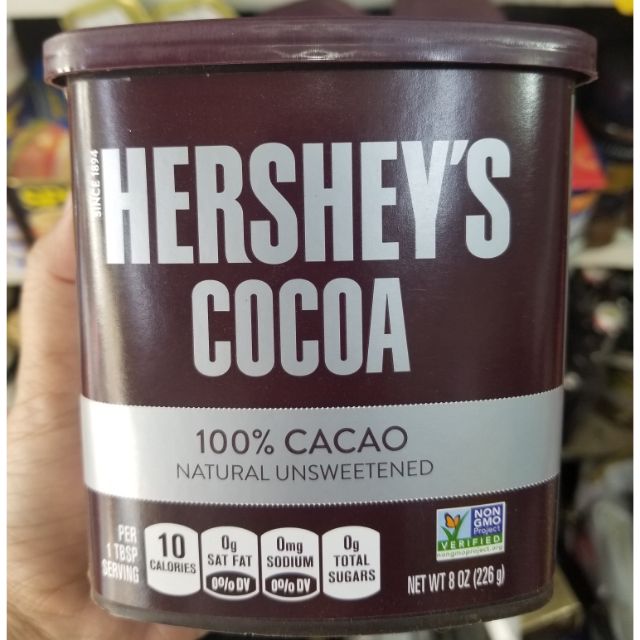 SINCE 1894
HERSHEY'S
COCOA
100% CACAO
NATURAL UNSWEETENED
PER
1 TBSP
SERVING
10
CALORIES
0g
SAT FAT
0% DV
0mg
SODIUM
0% DV
0g
TOTAL
SUGARS
NON
GMO
Project
VERIFIED
nongmoproject.org
NET WT 8 OZ (226 g)